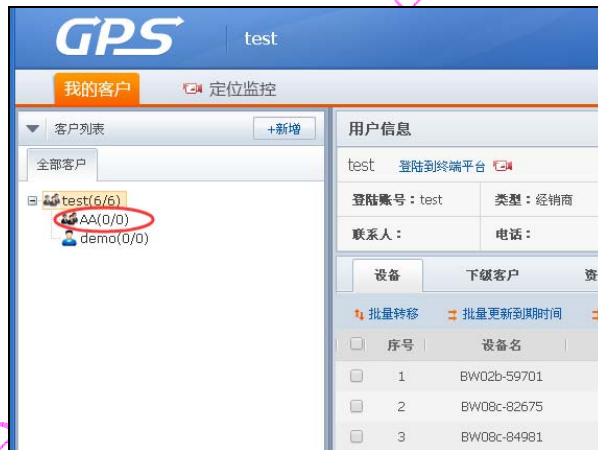 GPS test
我的客户 定位监控
客户列表 +新增
全部客户
test(6/6)
AA(0/0)
demo(0/0)
用户信息
test 登陆到终端平台
登陆账号：test 类型：经销商
联系人： 电话：
设备 下级客户 资
批量转移 批量更新到期时间
序号 设备名
1 BW02b-59701
2 BW08c-82675
3 BW08c-84981